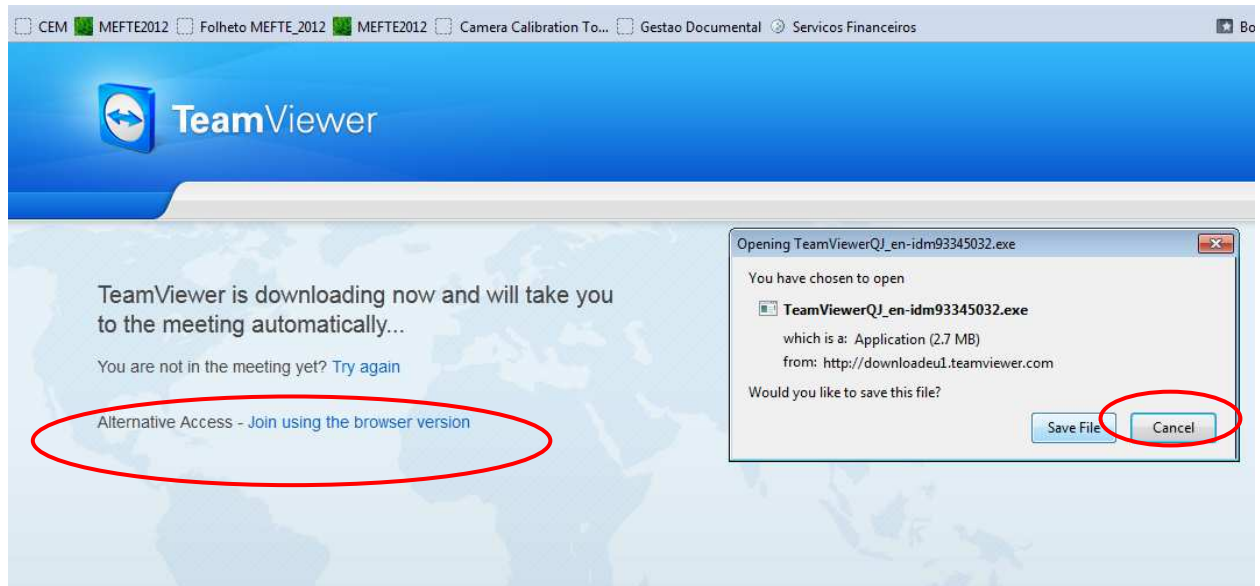 CEM MEFTE2012 Folheto MEFTE_2012 MEFTE2012 Camera Calibration To... Gestao Documental Servicos Financeiros Bo
TeamViewer
TeamViewer is downloading now and will take you
to the meeting automatically...
You are not in the meeting yet? Try again
Alternative Access - Join using the browser version
Opening TeamViewerQJ_en-idm93345032.exe
You have chosen to open
TeamViewerQJ_en-idm93345032.exe
which is a: Application (2.7 MB)
from: http://downloadeu1.teamviewer.com
Would you like to save this file?
Save File Cancel